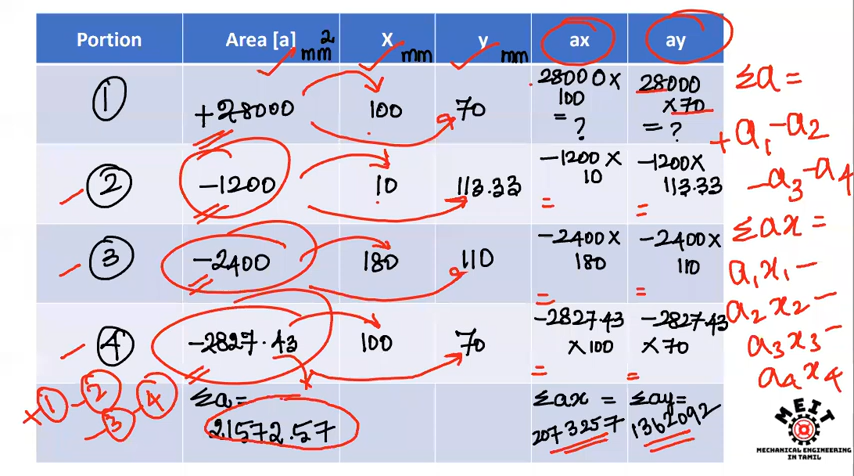 Portion Area [a] mm² X mm y mm ax ay
① +28000 100 70 28000 × 100 = ? 28000 × 70 = ?
- ② -1200 10 113.33 -1200 × 10 = -1200 × 113.33 =
- ③ -2400 180 110 -2400 × 180 = -2400 × 110 =
- ④ -2827.43 100 70 -2827.43 × 100 = -2827.43 × 70 =
Σa = 21572.57 Σax = 2073257 Σay = 1362092
+① -② -③ -④
Σa =
+ a₁ - a₂
- a₃ - a₄
Σax =
a₁x₁ -
a₂x₂ -
a₃x₃ -
a₄x₄
MEIT
MECHANICAL ENGINEERING
IN TAMIL